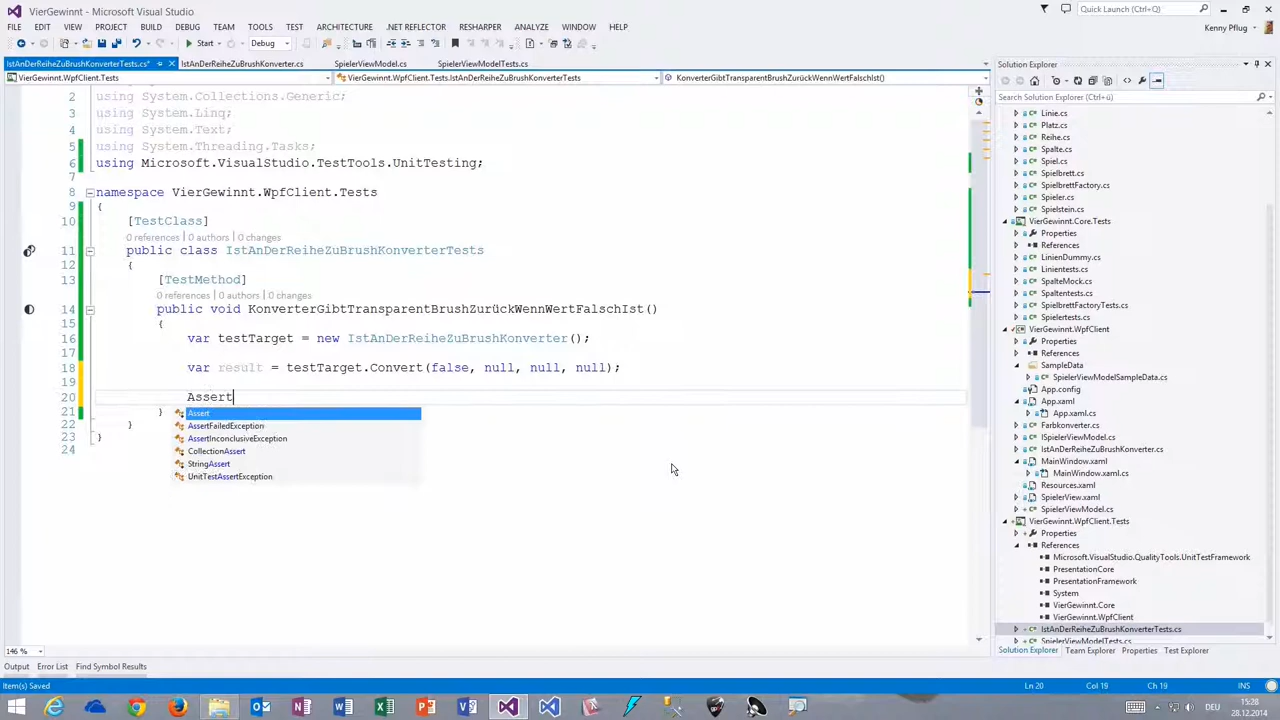 VierGewinnt - Microsoft Visual Studio
Quick Launch (Ctrl+Q)
FILE EDIT VIEW PROJECT BUILD DEBUG TEAM TOOLS TEST ARCHITECTURE .NET REFLECTOR RESHARPER ANALYZE WINDOW HELP
Kenny Pflug
Start Debug
IstAnDerReiheZuBrushKonverterTests.cs* IstAnDerReiheZuBrushKonverter.cs SpielerViewModel.cs SpielerViewModelTests.cs
VierGewinnt.WpfClient.Tests VierGewinnt.WpfClient.Tests.IstAnDerReiheZuBrushKonverterTests KonverterGibtTransparentBrushZurückWennWertFalschIst()
2 using System.Collections.Generic;
3 using System.Linq;
4 using System.Text;
5 using System.Threading.Tasks;
6 using Microsoft.VisualStudio.TestTools.UnitTesting;
7
8 namespace VierGewinnt.WpfClient.Tests
9 {
10 [TestClass]
0 references | 0 authors | 0 changes
11 public class IstAnDerReiheZuBrushKonverterTests
12 {
13 [TestMethod]
0 references | 0 authors | 0 changes
14 public void KonverterGibtTransparentBrushZurückWennWertFalschIst()
15 {
16 var testTarget = new IstAnDerReiheZuBrushKonverter();
17
18 var result = testTarget.Convert(false, null, null, null);
19
20 Assert
21 }
22 }
23 }
24
Assert
AssertFailedException
AssertInconclusiveException
CollectionAssert
StringAssert
UnitTestAssertException
146 %
Solution Explorer
Search Solution Explorer (Ctrl+ü)
Linie.cs
Platz.cs
Reihe.cs
Spalte.cs
Spiel.cs
Spielbrett.cs
SpielbrettFactory.cs
Spieler.cs
Spielstein.cs
VierGewinnt.Core.Tests
Properties
References
LinienDummy.cs
Linientests.cs
SpalteMock.cs
Spaltentests.cs
SpielbrettFactoryTests.cs
Spielertests.cs
VierGewinnt.WpfClient
Properties
References
SampleData
SpielerViewModelSampleData.cs
App.config
App.xaml
App.xaml.cs
Farbkonverter.cs
ISpielerViewModel.cs
IstAnDerReiheZuBrushKonverter.cs
MainWindow.xaml
MainWindow.xaml.cs
Resources.xaml
SpielerView.xaml
SpielerViewModel.cs
VierGewinnt.WpfClient.Tests
Properties
References
Microsoft.VisualStudio.QualityTools.UnitTestFramework
PresentationCore
PresentationFramework
System
VierGewinnt.Core
VierGewinnt.WpfClient
IstAnDerReiheZuBrushKonverterTests.cs
SpielerViewModelTests.cs
Solution Explorer Team Explorer Properties Test Explorer
Output Error List Find Symbol Results
Item(s) Saved Ln 20 Col 19 Ch 19 INS
DEU
15:28
28.12.2014